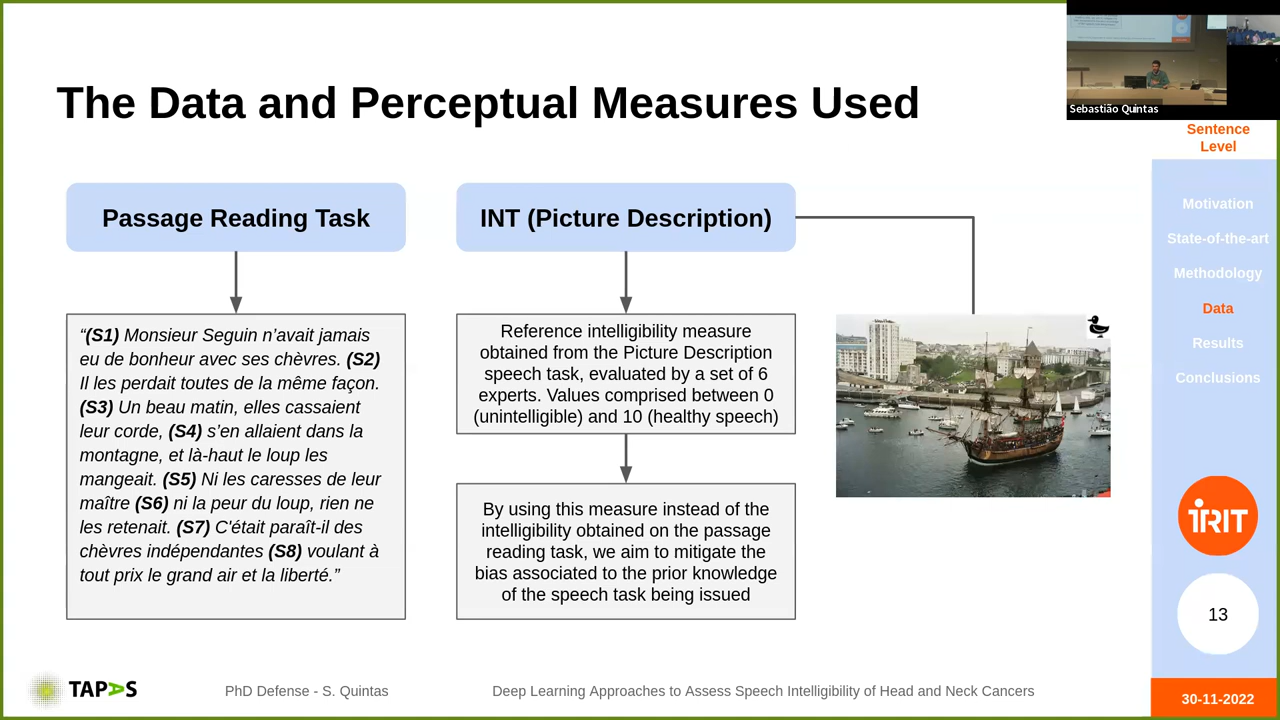 The Data and Perceptual Measures Used
Sebastião Quintas
Sentence
Level
Passage Reading Task
“(S1) Monsieur Seguin n’avait jamais
eu de bonheur avec ses chèvres. (S2)
Il les perdait toutes de la même façon.
(S3) Un beau matin, elles cassaient
leur corde, (S4) s’en allaient dans la
montagne, et là-haut le loup les
mangeait. (S5) Ni les caresses de leur
maître (S6) ni la peur du loup, rien ne
les retenait. (S7) C'était paraît-il des
chèvres indépendantes (S8) voulant à
tout prix le grand air et la liberté.”
INT (Picture Description)
Reference intelligibility measure
obtained from the Picture Description
speech task, evaluated by a set of 6
experts. Values comprised between 0
(unintelligible) and 10 (healthy speech)
By using this measure instead of the
intelligibility obtained on the passage
reading task, we aim to mitigate the
bias associated to the prior knowledge
of the speech task being issued
Motivation
State-of-the-art
Methodology
Data
Results
Conclusions
IRIT
13
TAPAS
PhD Defense - S. Quintas
Deep Learning Approaches to Assess Speech Intelligibility of Head and Neck Cancers
30-11-2022